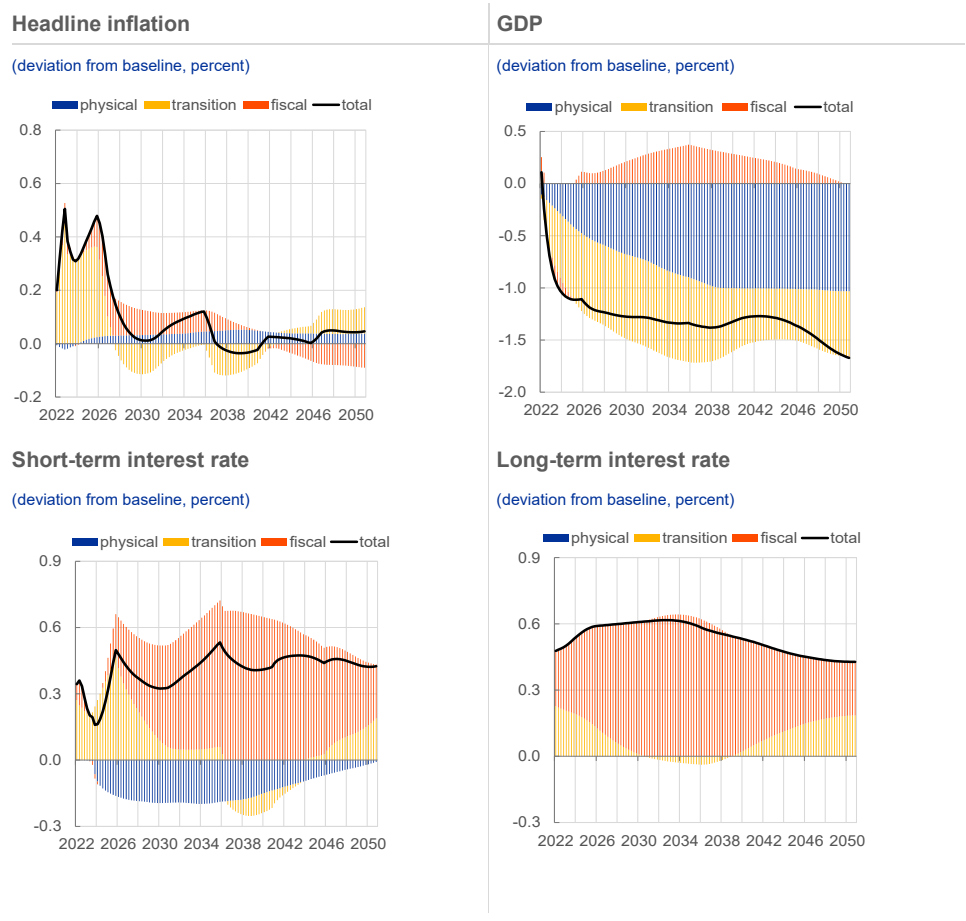 Headline inflation
(deviation from baseline, percent)
physical transition fiscal total
0.8
0.6
0.4
0.2
0.0
-0.2
2022 2026 2030 2034 2038 2042 2046 2050
GDP
(deviation from baseline, percent)
physical transition fiscal total
0.5
0.0
-0.5
-1.0
-1.5
-2.0
2022 2026 2030 2034 2038 2042 2046 2050
Short-term interest rate
(deviation from baseline, percent)
physical transition fiscal total
0.9
0.6
0.3
0.0
-0.3
2022 2026 2030 2034 2038 2042 2046 2050
Long-term interest rate
(deviation from baseline, percent)
physical transition fiscal total
0.9
0.6
0.3
0.0
-0.3
2022 2026 2030 2034 2038 2042 2046 2050